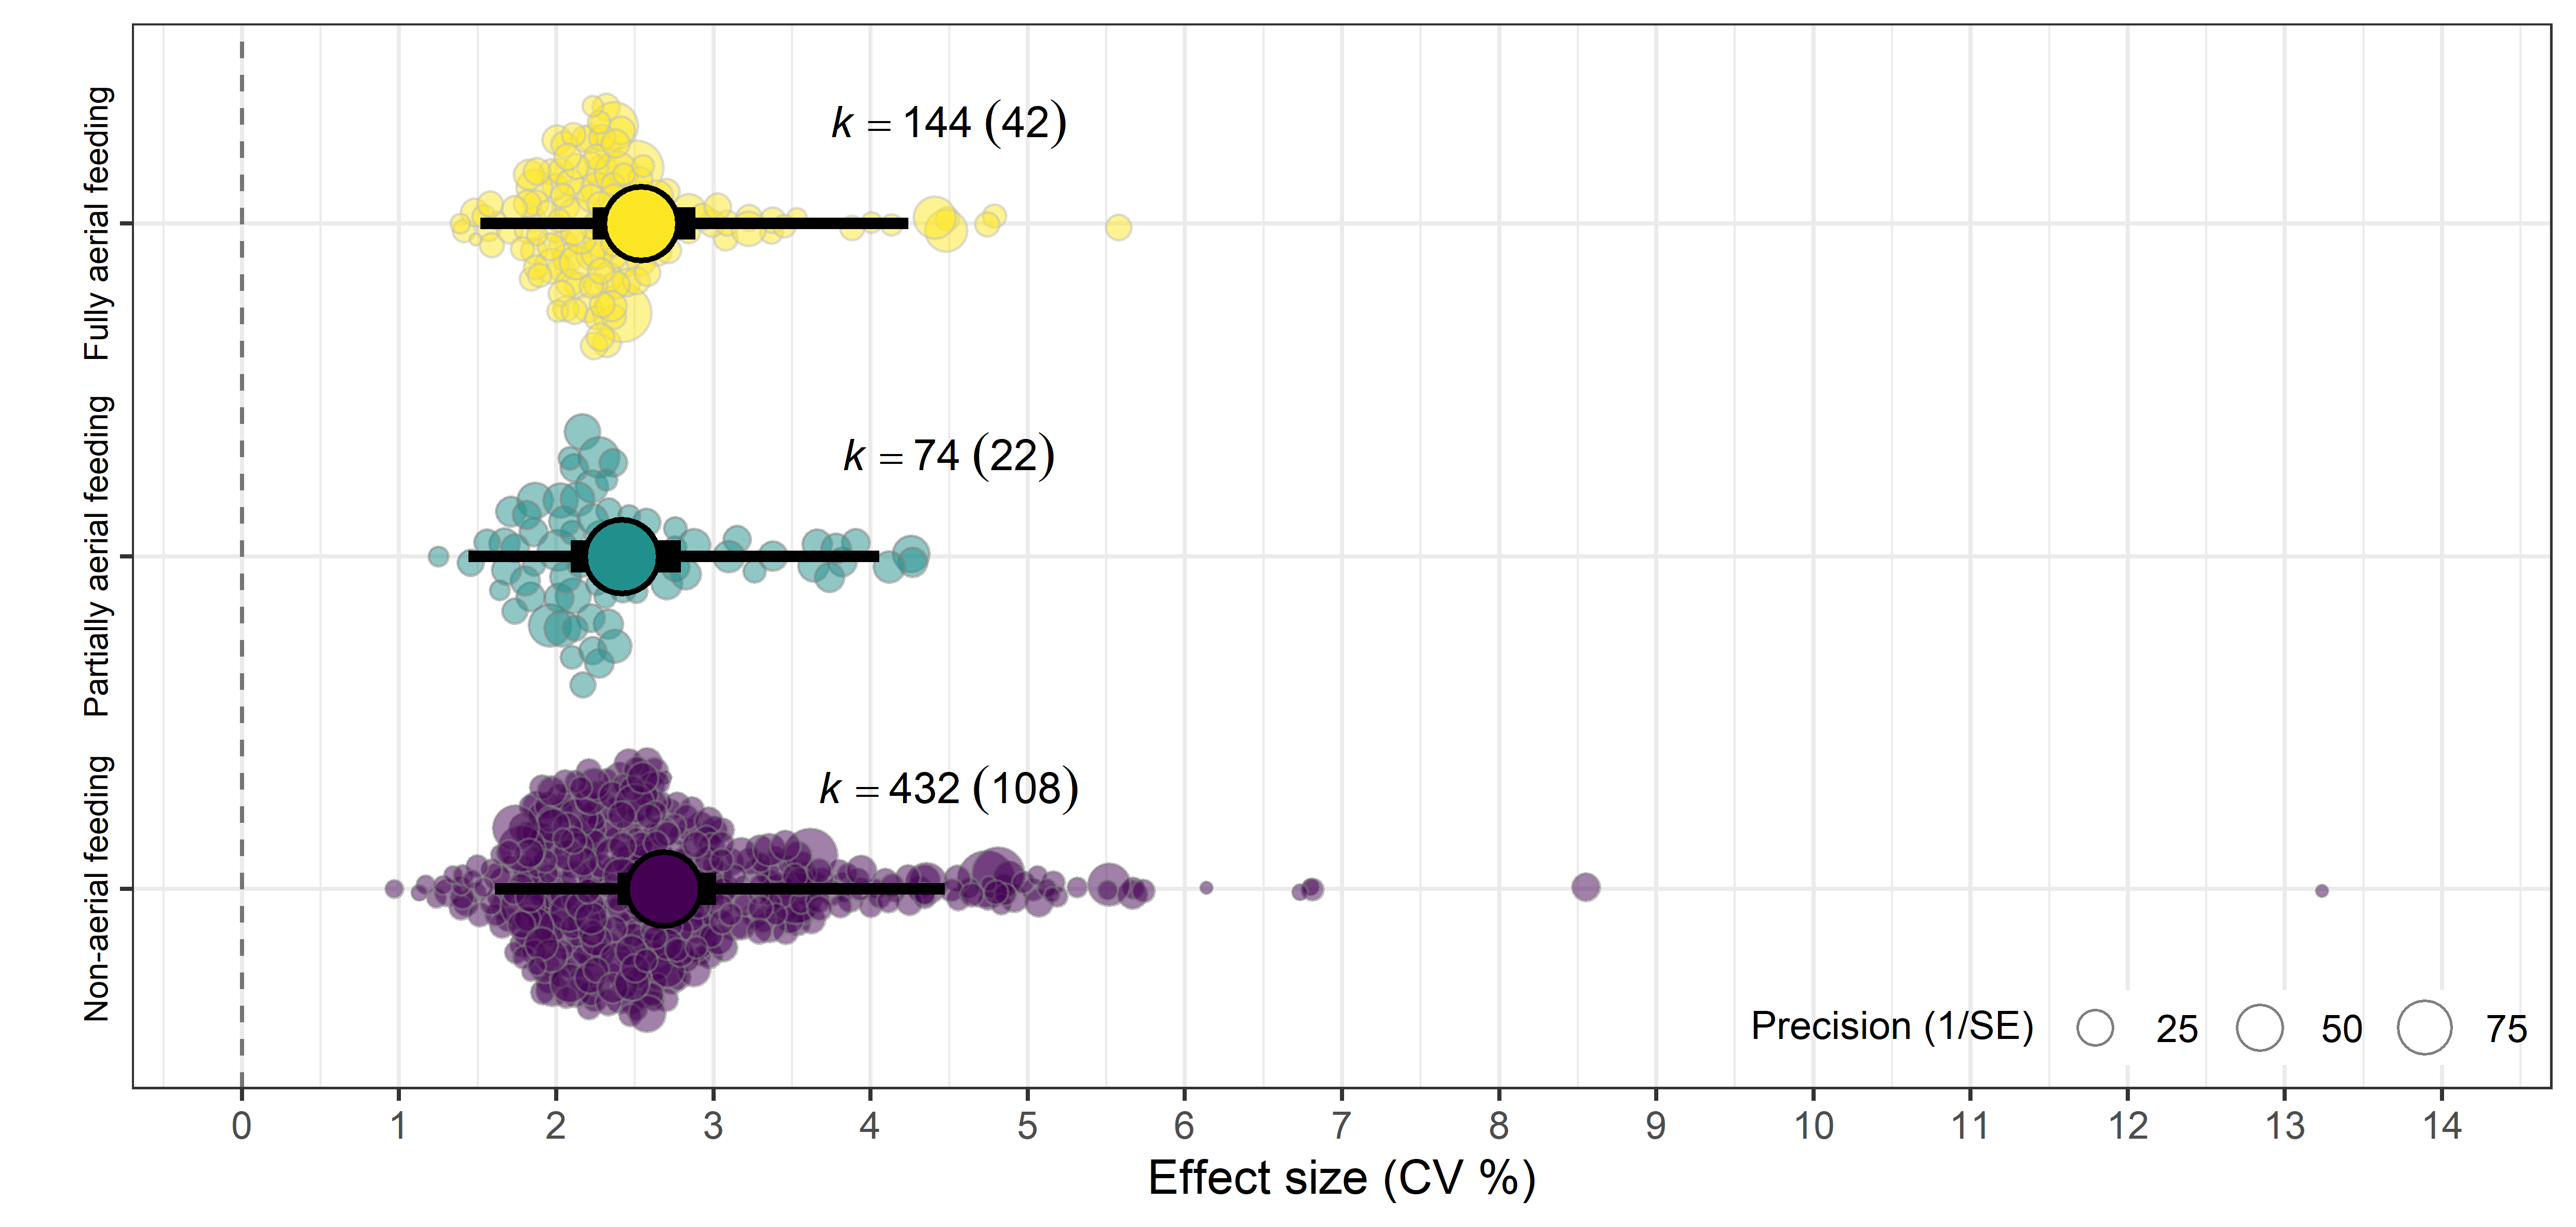 Fully aerial feeding
k = 144 (42)
Partially aerial feeding
k = 74 (22)
Non-aerial feeding
k = 432 (108)
Precision (1/SE) 25 50 75
0 1 2 3 4 5 6 7 8 9 10 11 12 13 14
Effect size (CV %)